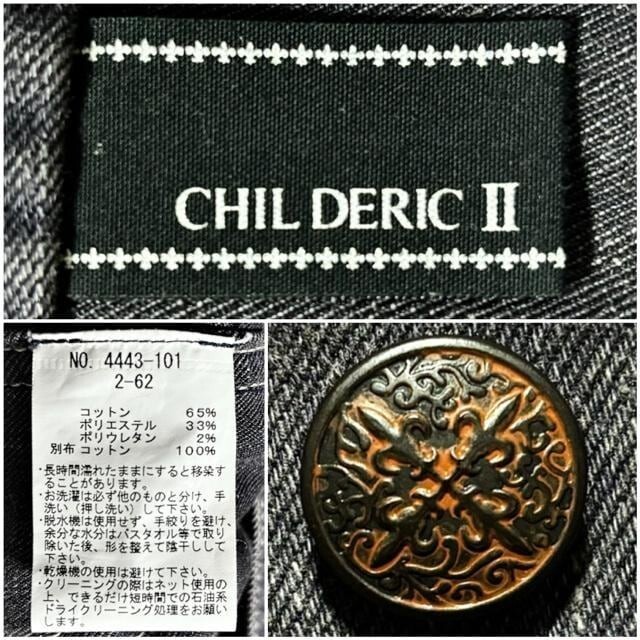 CHIL DERIC II
NO. 4443-101
2-62
コットン 65%
ポリエステル 33%
ポリウレタン 2%
別布 コットン 100%
・長時間濡れたままにすると移染す
ることがあります。
・お洗濯は必ず他のものと分け、手
洗い（押し洗い）して下さい。
・脱水機は使用せず、手絞りを避け、
余分な水分はバスタオル等で取り
除いた後、形を整えて陰干しして
下さい。
・乾燥機の使用は避けて下さい。
・クリーニングの際はネット使用の
上、できるだけ短時間での石油系
ドライクリーニング処理をお願い
します。